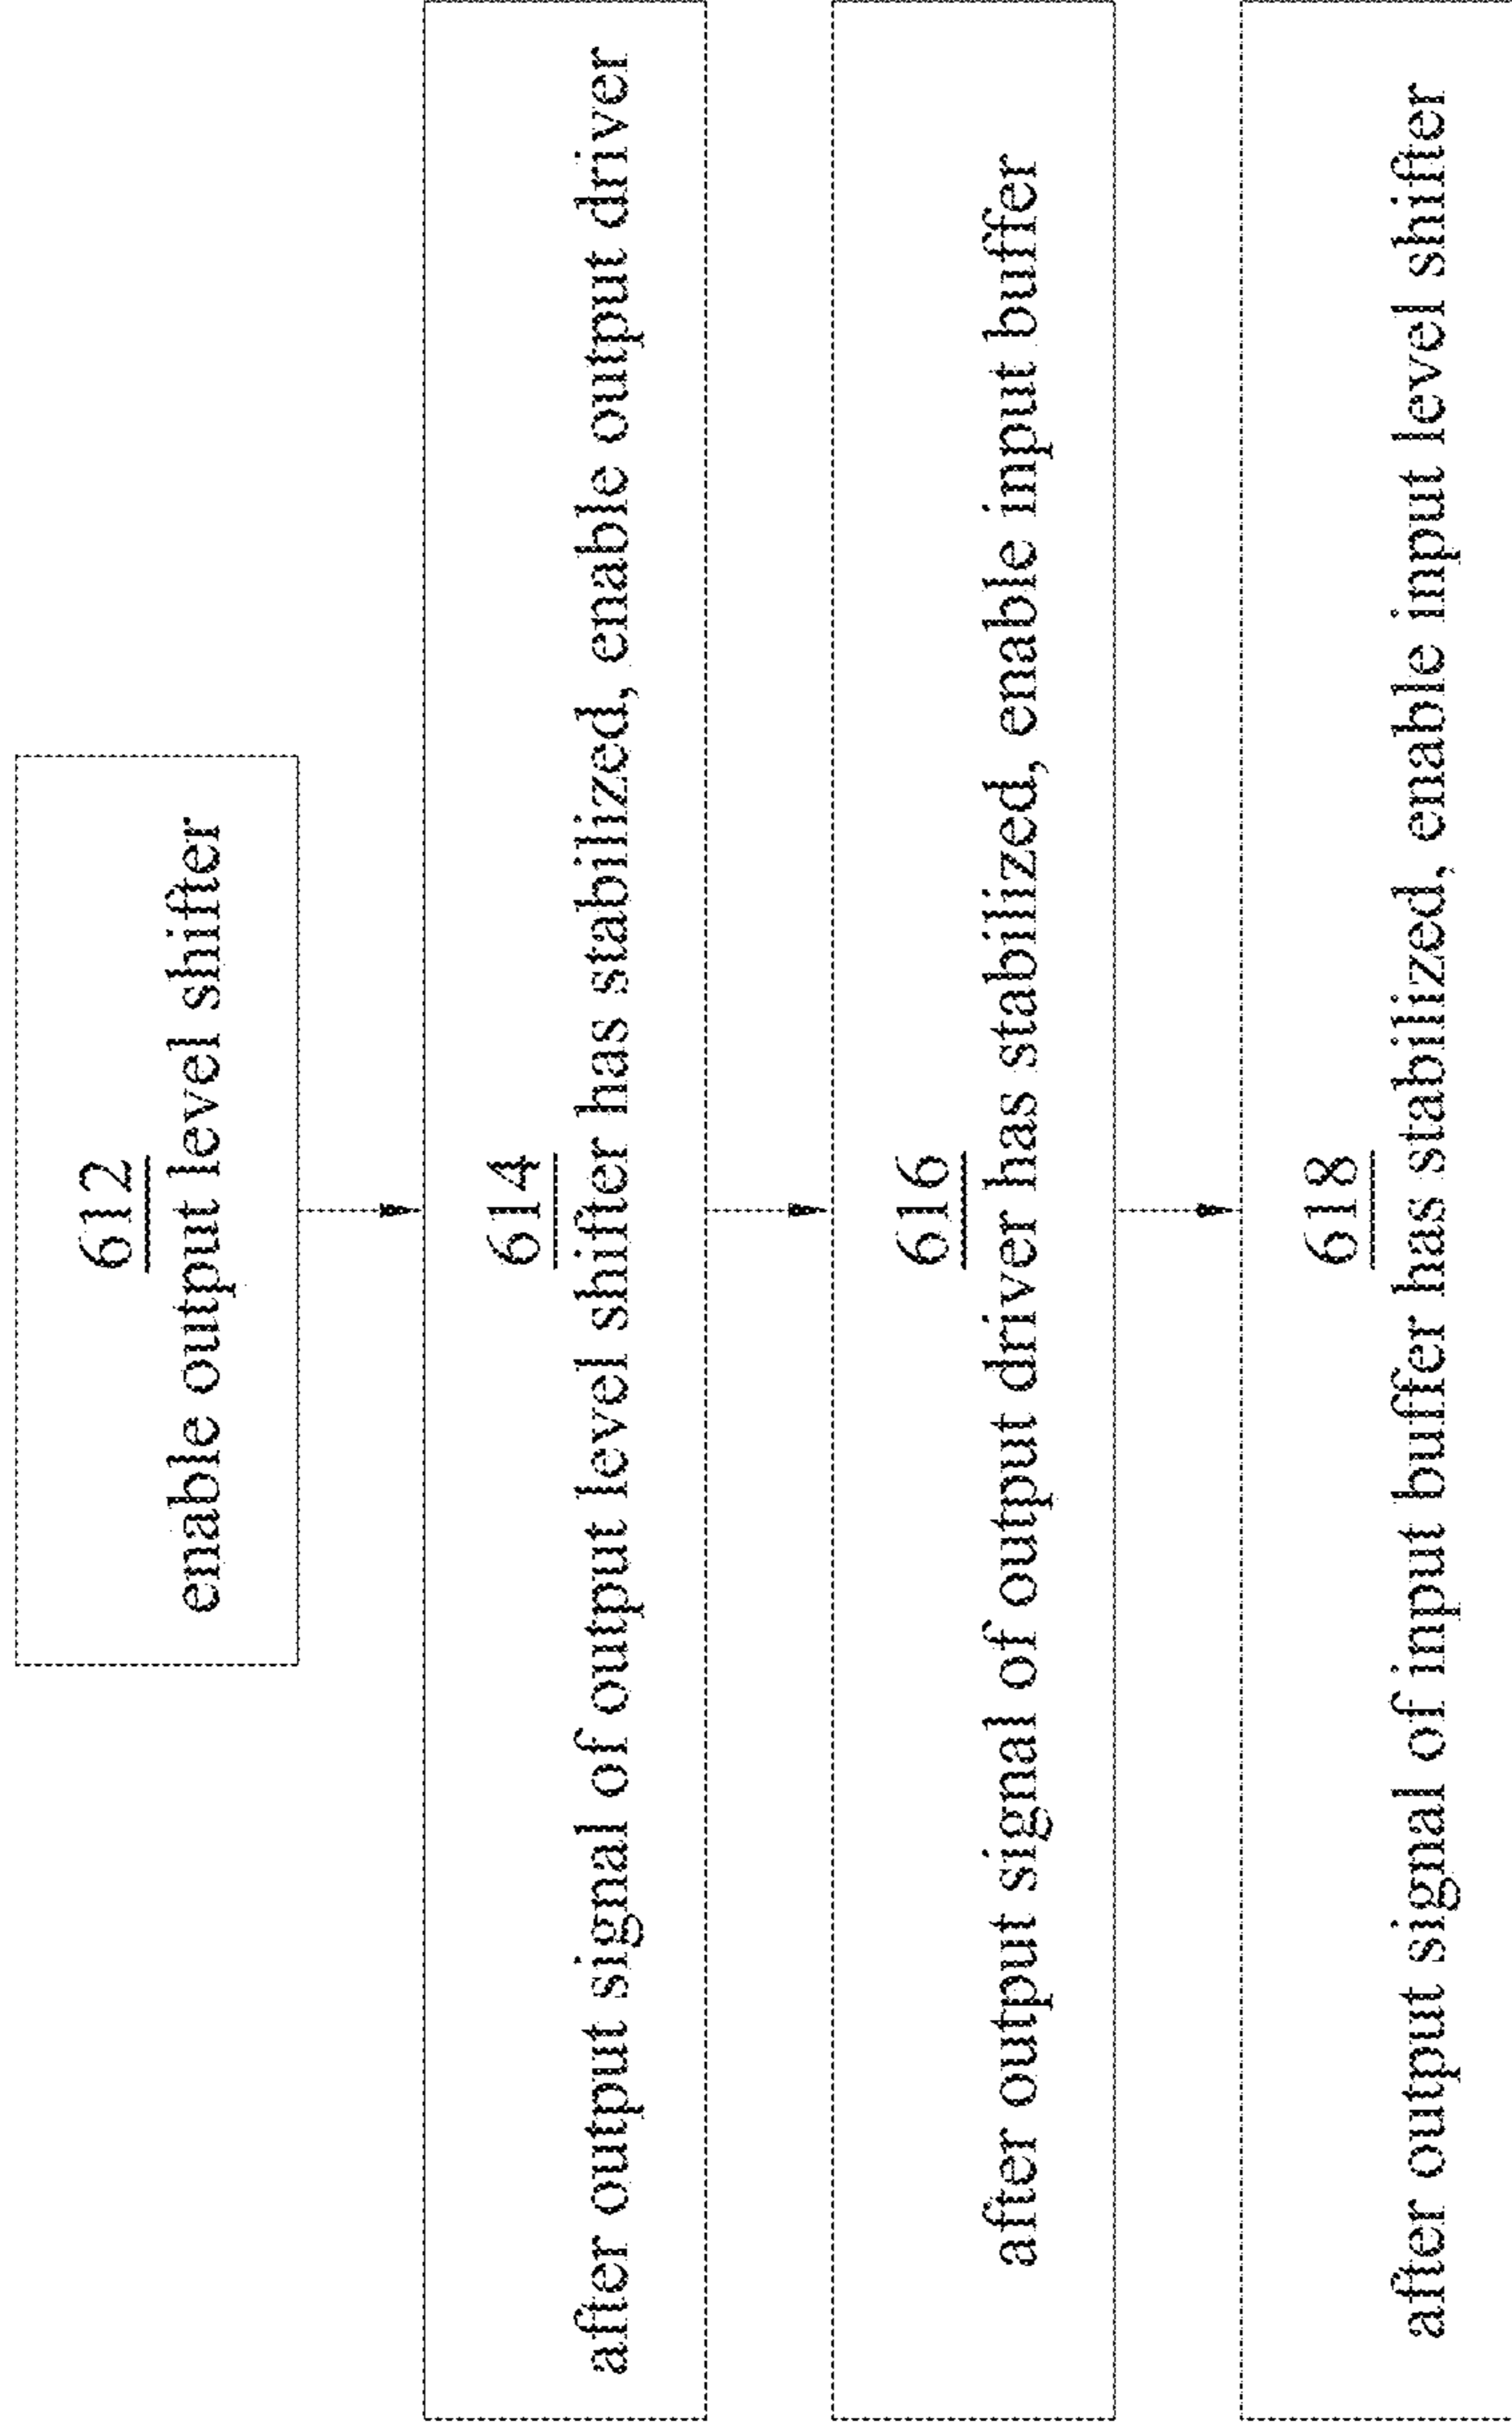 612
enable output level shifter
614
after output signal of output level shifter has stabilized, enable output driver
616
after output signal of output driver has stabilized, enable input buffer
618
after output signal of input buffer has stabilized, enable input level shifter